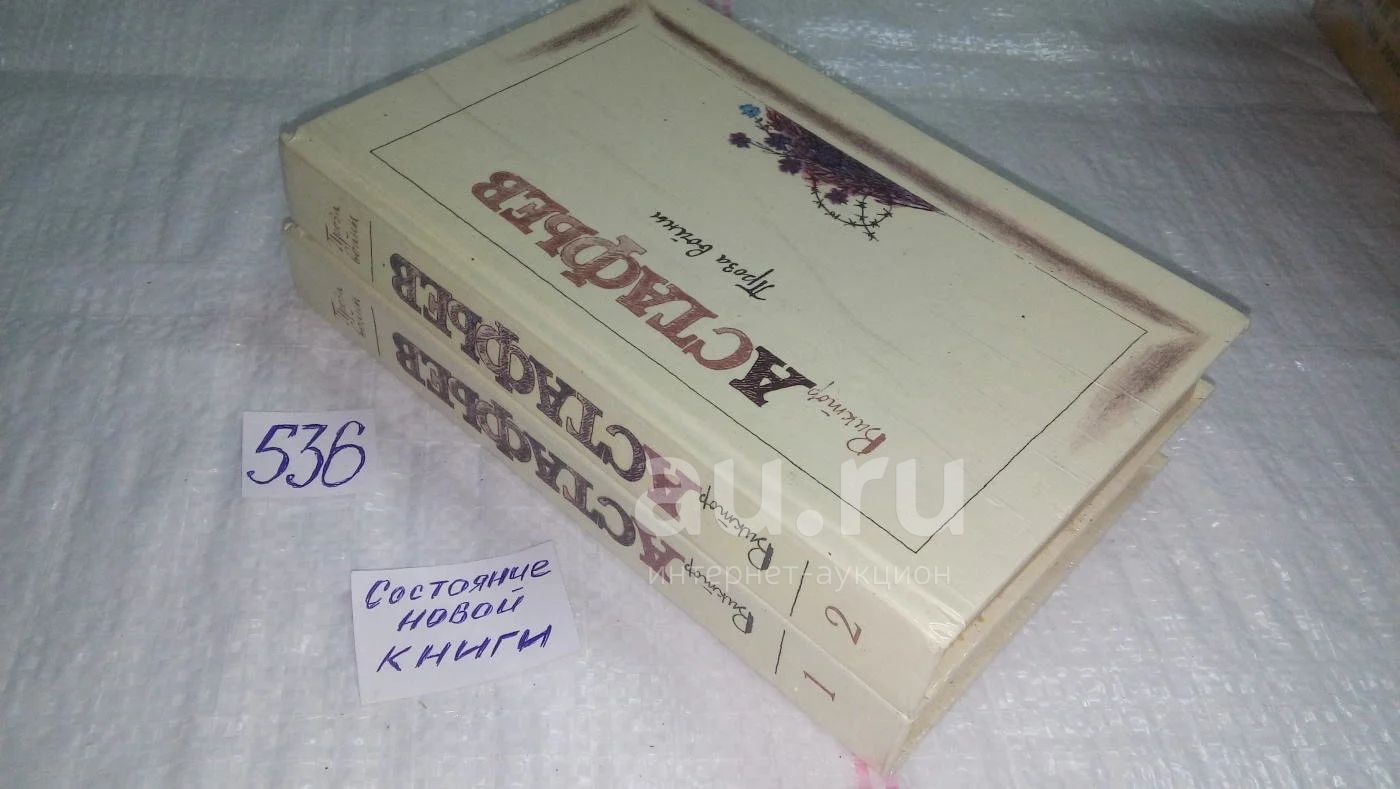 Виктор
АСТАФЬЕВ
Проза войны
2
Виктор
АСТАФЬЕВ
Проза
войны
1
Виктор
АСТАФЬЕВ
Проза
войны
536
Состояние
новой
книги
au.ru
интернет-аукцион